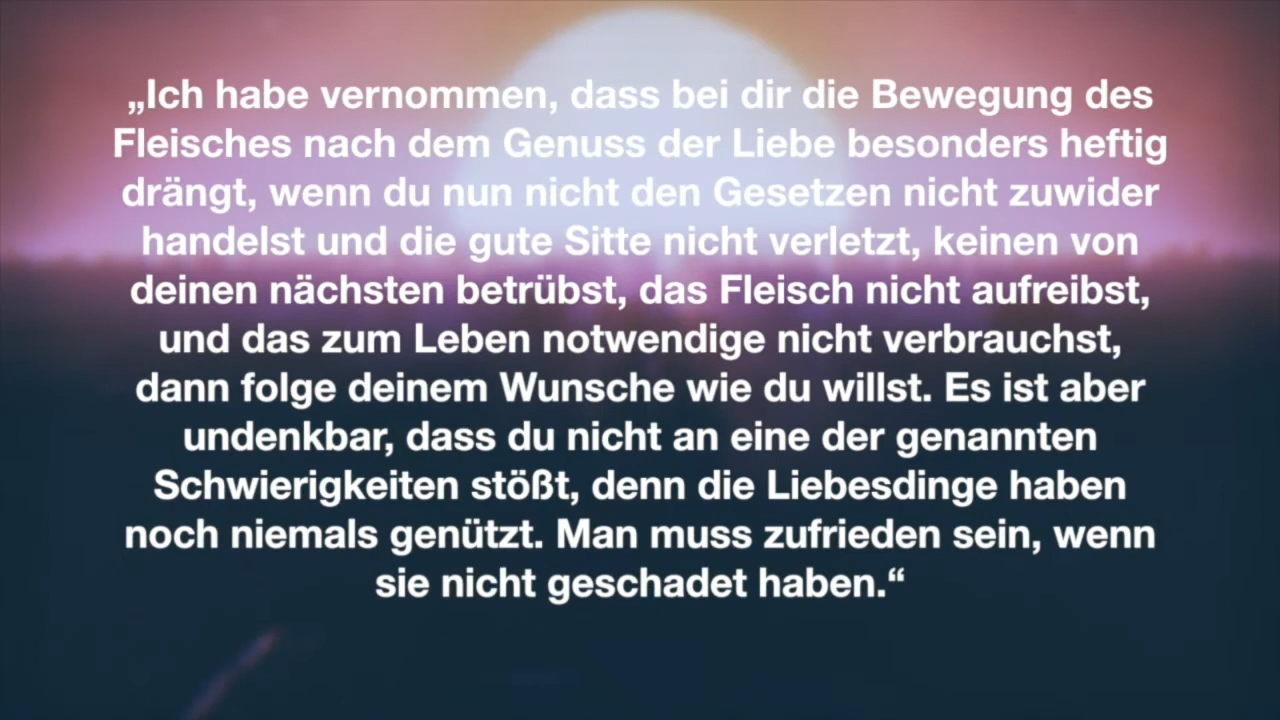 „Ich habe vernommen, dass bei dir die Bewegung des
Fleisches nach dem Genuss der Liebe besonders heftig
drängt, wenn du nun nicht den Gesetzen nicht zuwider
handelst und die gute Sitte nicht verletzt, keinen von
deinen nächsten betrübst, das Fleisch nicht aufreibst,
und das zum Leben notwendige nicht verbrauchst,
dann folge deinem Wunsche wie du willst. Es ist aber
undenkbar, dass du nicht an eine der genannten
Schwierigkeiten stößt, denn die Liebesdinge haben
noch niemals genützt. Man muss zufrieden sein, wenn
sie nicht geschadet haben.“